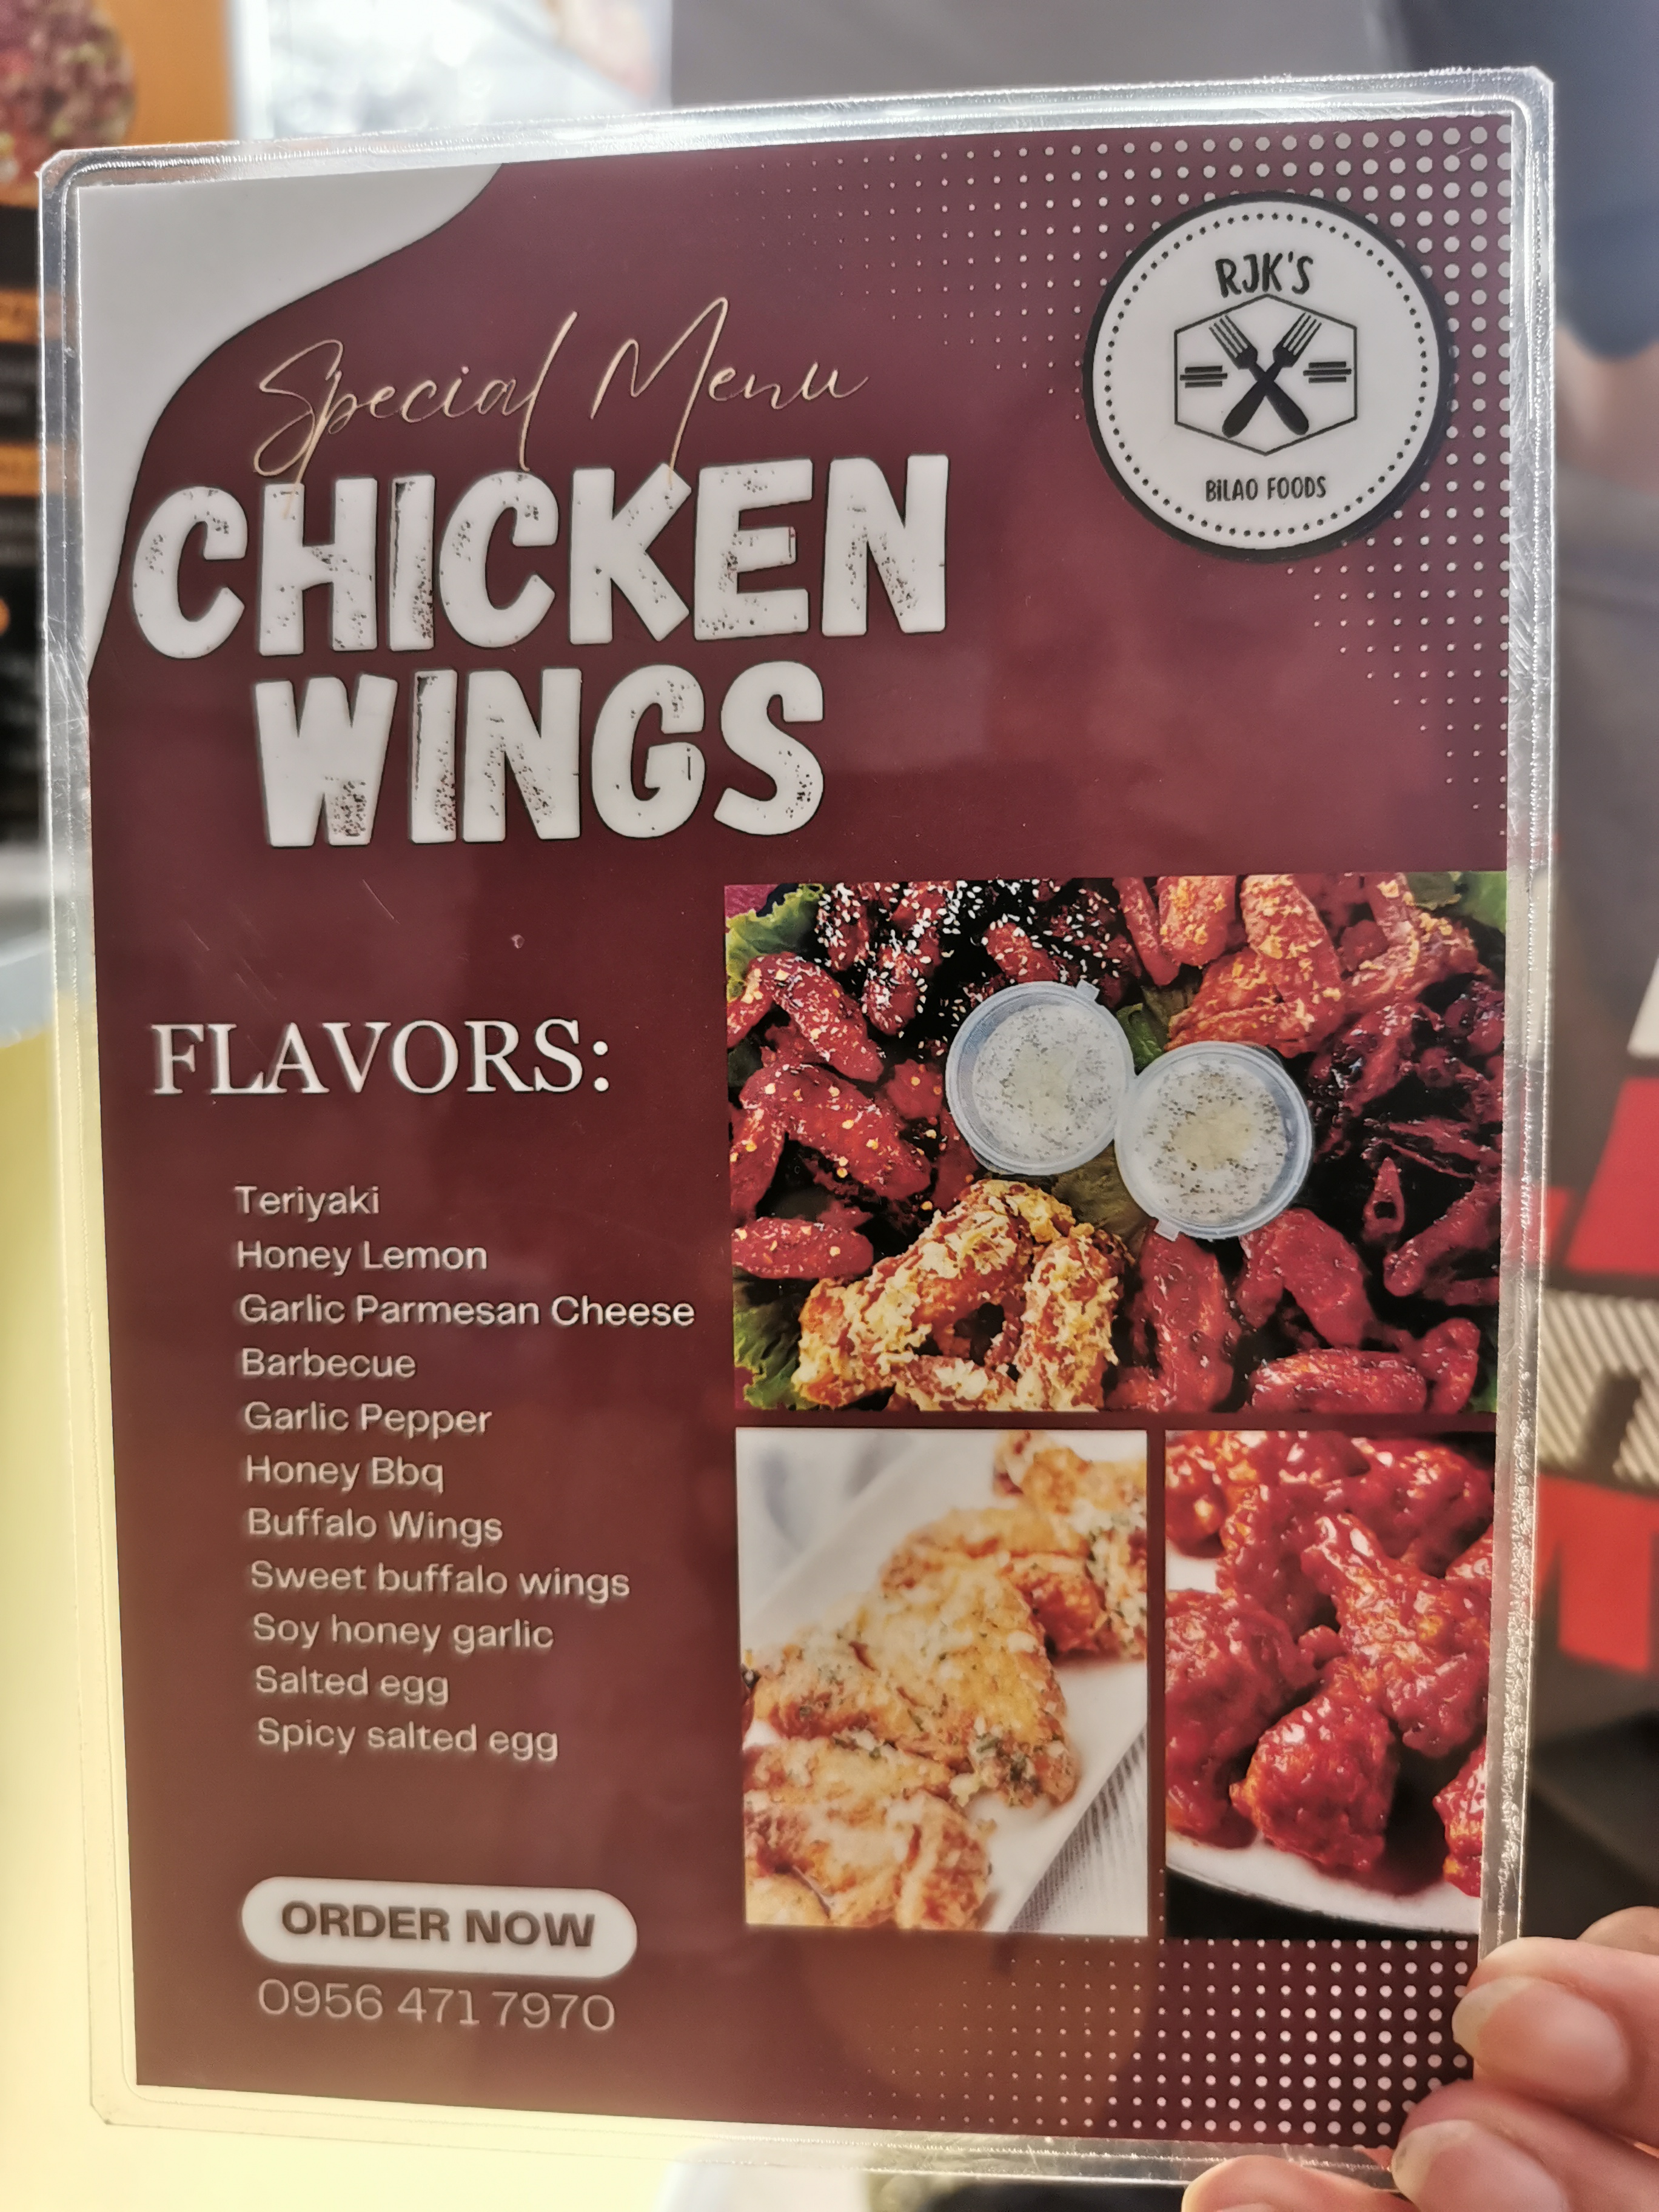 RJK'S
BILAO FOODS
Special Menu
CHICKEN
WINGS
FLAVORS:
Teriyaki
Honey Lemon
Garlic Parmesan Cheese
Barbecue
Garlic Pepper
Honey Bbq
Buffalo Wings
Sweet buffalo wings
Soy honey garlic
Salted egg
Spicy salted egg
ORDER NOW
0956 471 7970